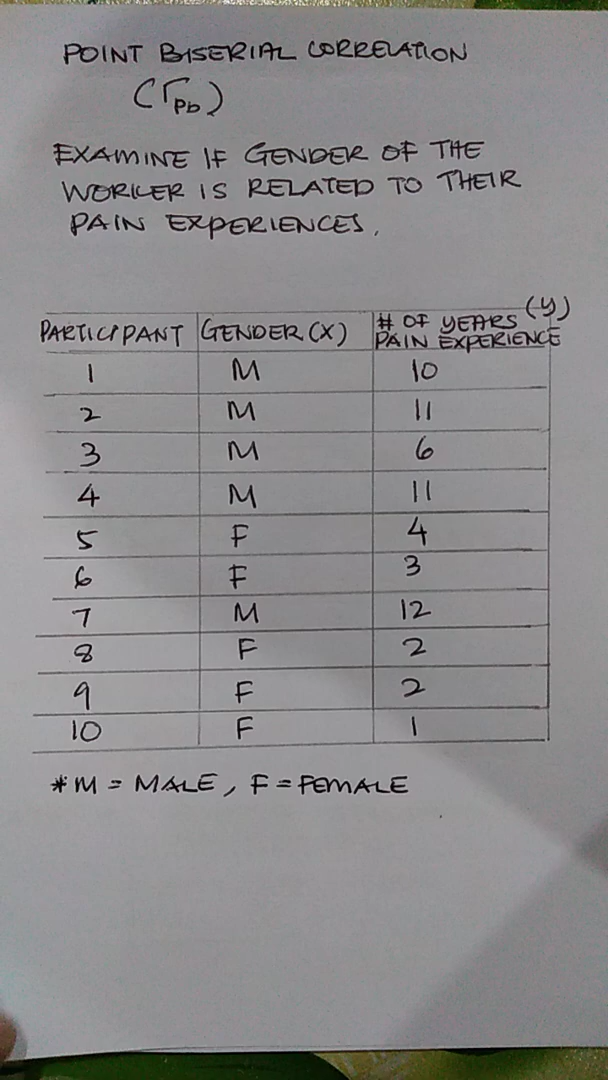 POINT BISERIAL CORRELATION
(rpb)
EXAMINE IF GENDER OF THE
WORKER IS RELATED TO THEIR
PAIN EXPERIENCES.
PARTICIPANT GENDER (X) # OF YEARS (Y)
PAIN EXPERIENCE
1 M 10
2 M 11
3 M 6
4 M 11
5 F 4
6 F 3
7 M 12
8 F 2
9 F 2
10 F 1
*M = MALE, F = FEMALE